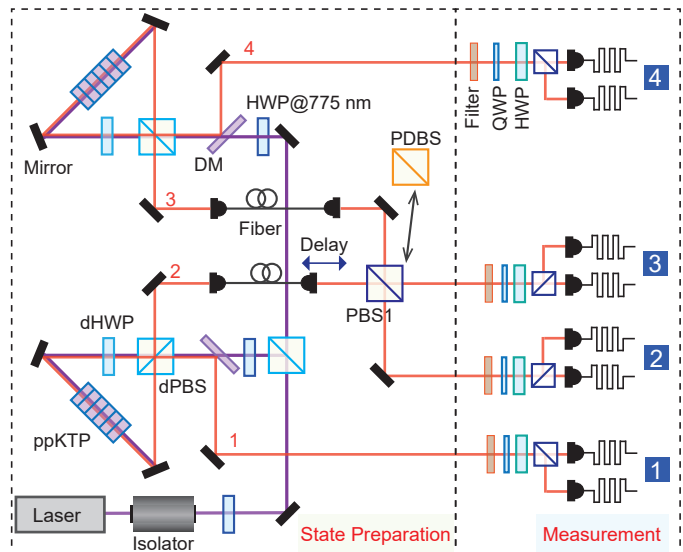 4
HWP@775 nm
Filter
QWP
HWP
4
Mirror
DM
PDBS
3
Fiber
2
Delay
3
dHWP
PBS1
2
dPBS
ppKTP
1
1
Laser
Isolator
State Preparation
Measurement